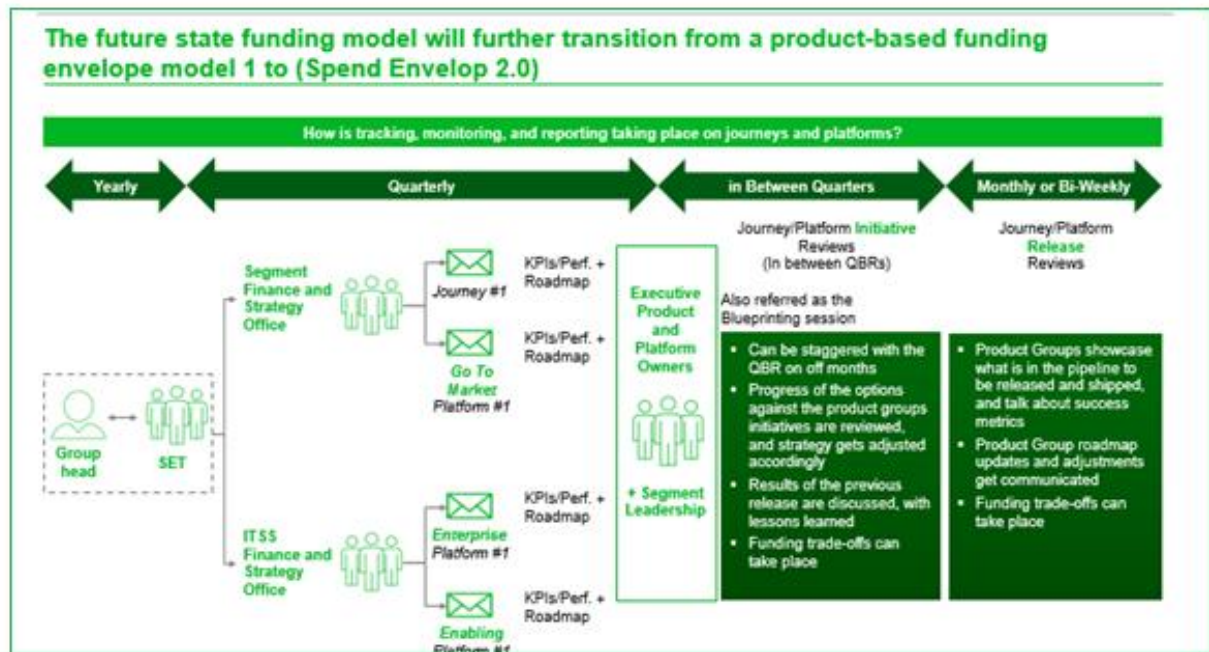 The future state funding model will further transition from a product-based funding
envelope model 1 to (Spend Envelop 2.0)
How is tracking, monitoring, and reporting taking place on journeys and platforms?
Yearly
Quarterly
in Between Quarters
Monthly or Bi-Weekly
Group
head
SET
Segment
Finance and
Strategy
Office
Journey #1
KPIs/Perf. +
Roadmap
Go To
Market
Platform #1
KPIs/Perf. +
Roadmap
ITSS
Finance and
Strategy
Office
Enterprise
Platform #1
KPIs/Perf. +
Roadmap
Enabling
Platform #1
KPIs/Perf. +
Roadmap
Executive
Product
and
Platform
Owners
+ Segment
Leadership
Journey/Platform Initiative
Reviews
(In between QBRs)
Also referred as the
Blueprinting session
• Can be staggered with the
QBR on off months
• Progress of the options
against the product groups
initiatives are reviewed,
and strategy gets adjusted
accordingly
• Results of the previous
release are discussed, with
lessons learned
• Funding trade-offs can
take place
Journey/Platform
Release
Reviews
• Product Groups showcase
what is in the pipeline to
be released and shipped,
and talk about success
metrics
• Product Group roadmap
updates and adjustments
get communicated
• Funding trade-offs can
take place